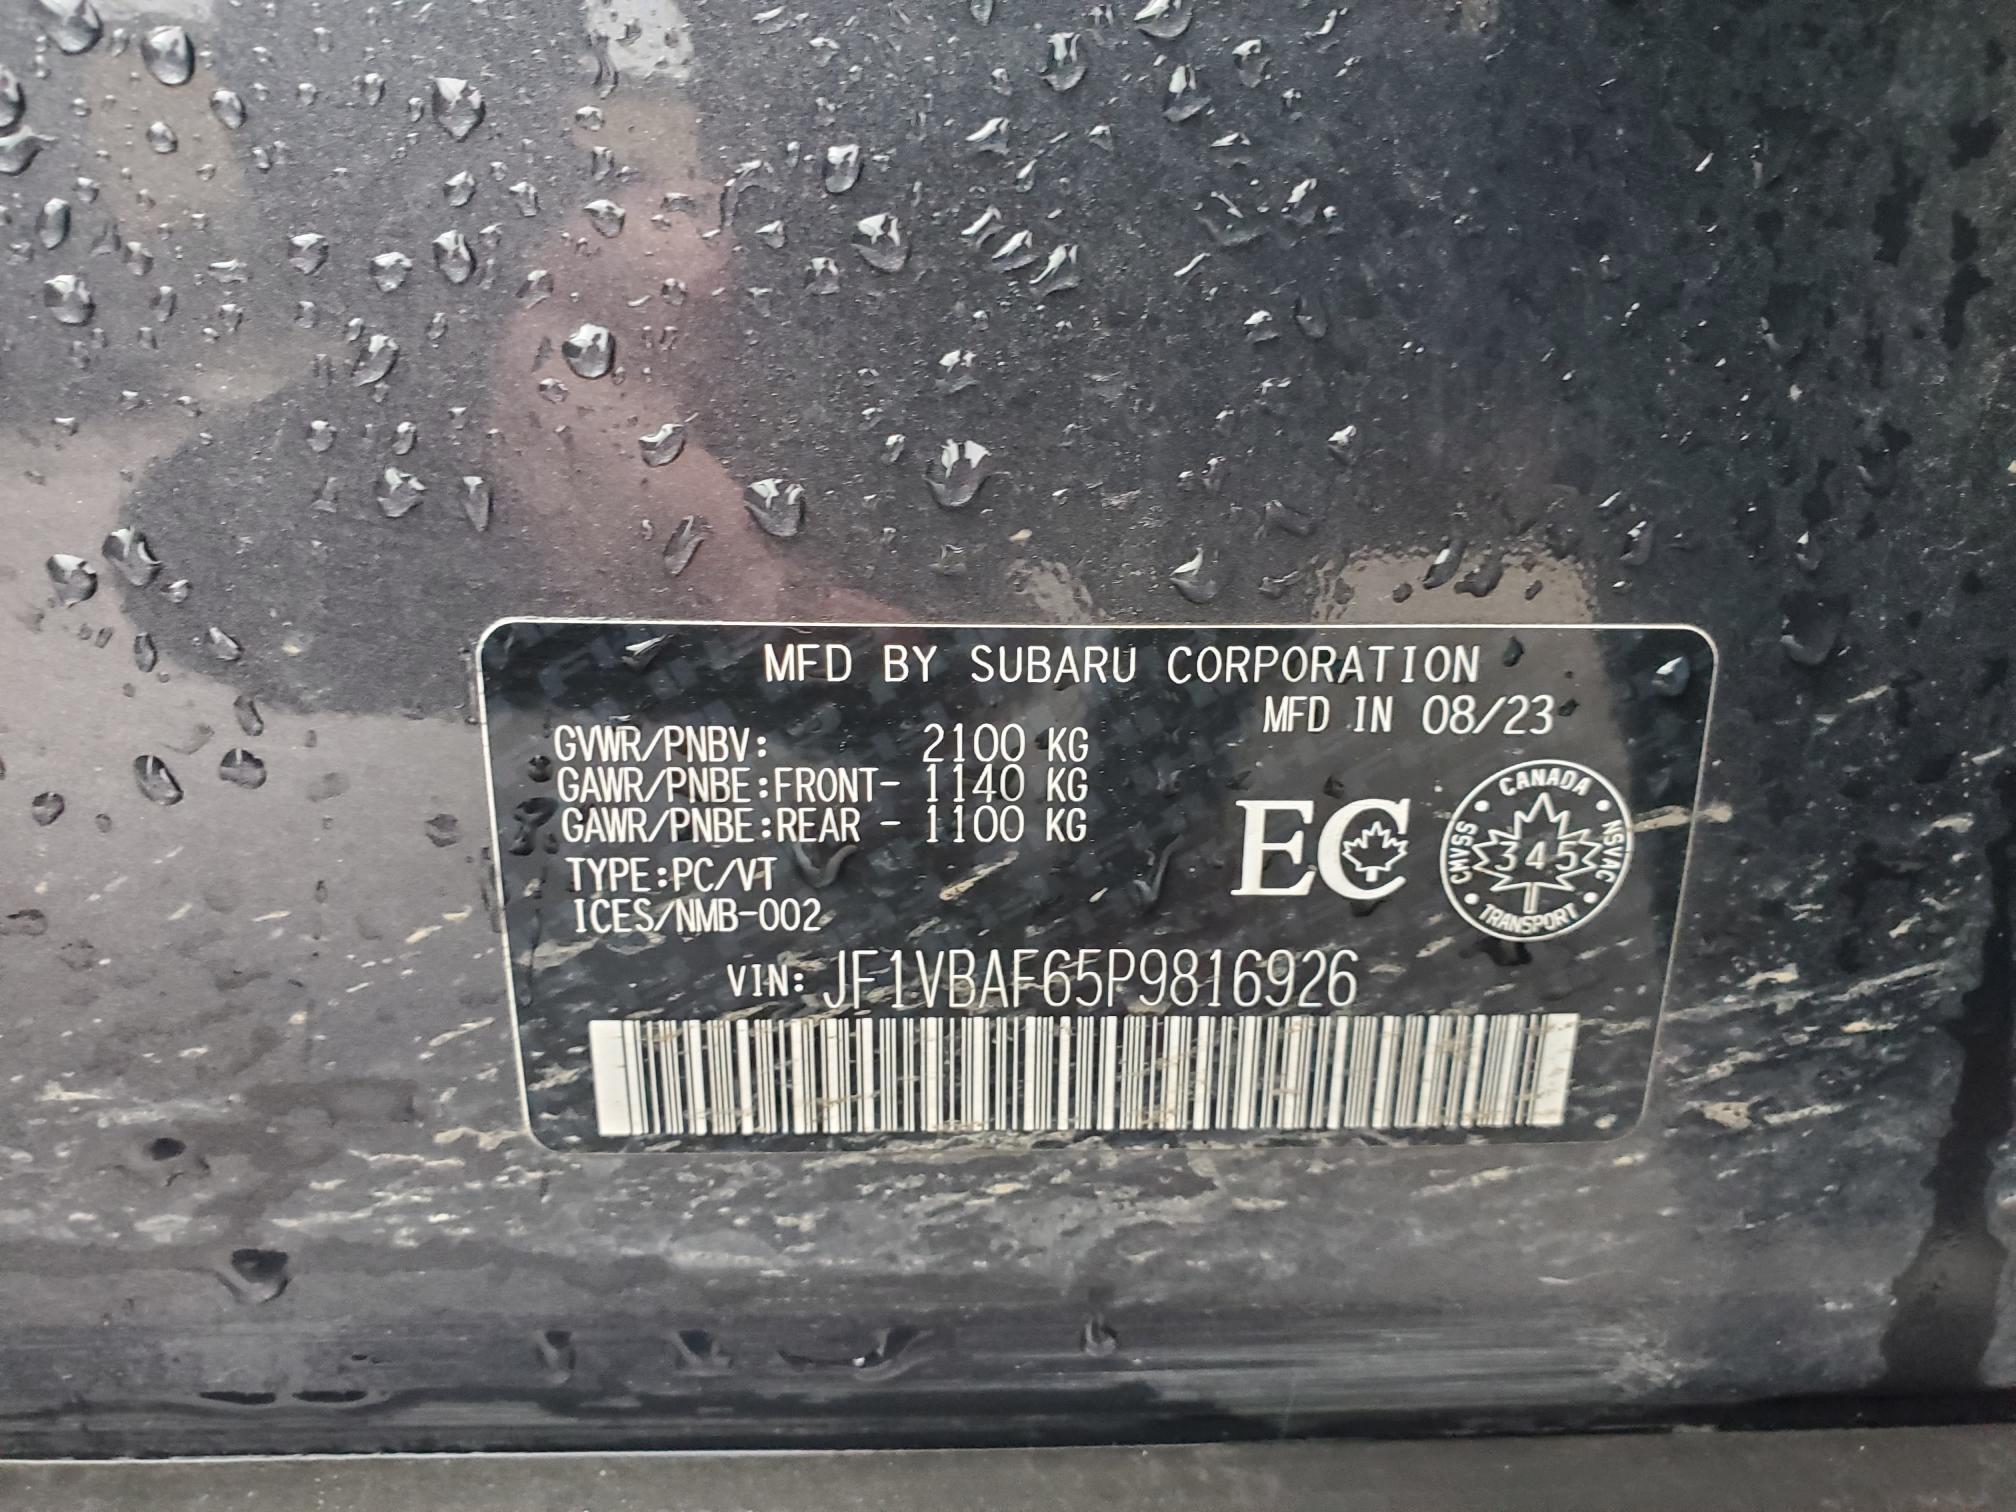 MFD BY SUBARU CORPORATION
MFD IN 08/23
GVWR/PNBV: 2100 KG
GAWR/PNBE:FRONT- 1140 KG
GAWR/PNBE:REAR - 1100 KG
TYPE:PC/VT
ICES/NMB-002
EC
CANADA
CMVSS
NSVAC
345
TRANSPORT
VIN: JF1VBAF65P9816926